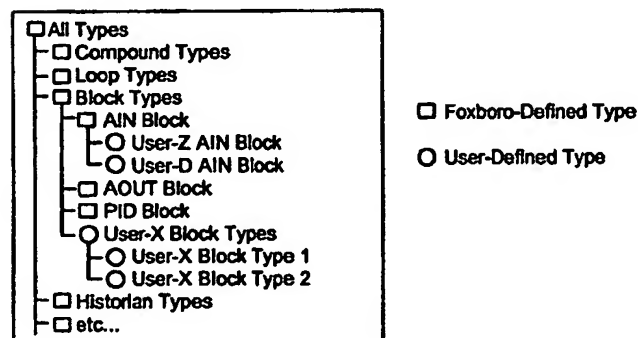 All Types
Compound Types
Loop Types
Block Types
AIN Block
User-Z AIN Block
User-D AIN Block
AOUT Block
PID Block
User-X Block Types
User-X Block Type 1
User-X Block Type 2
Historian Types
etc...
Foxboro-Defined Type
User-Defined Type